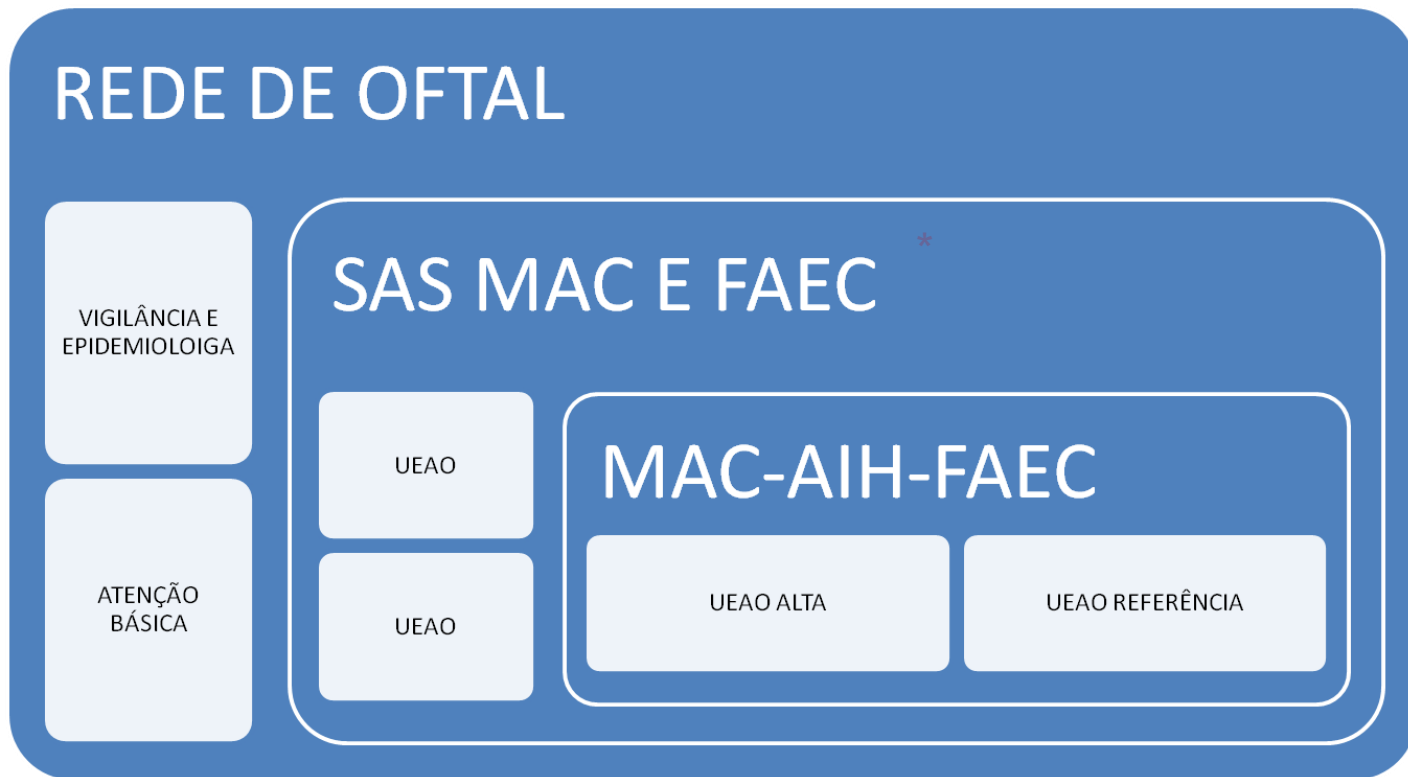 REDE DE OFTAL
VIGILÂNCIA E
EPIDEMIOLOIGA
ATENÇÃO
BÁSICA
SAS MAC E FAEC *
UEAO
UEAO
MAC-AIH-FAEC
UEAO ALTA
UEAO REFERÊNCIA